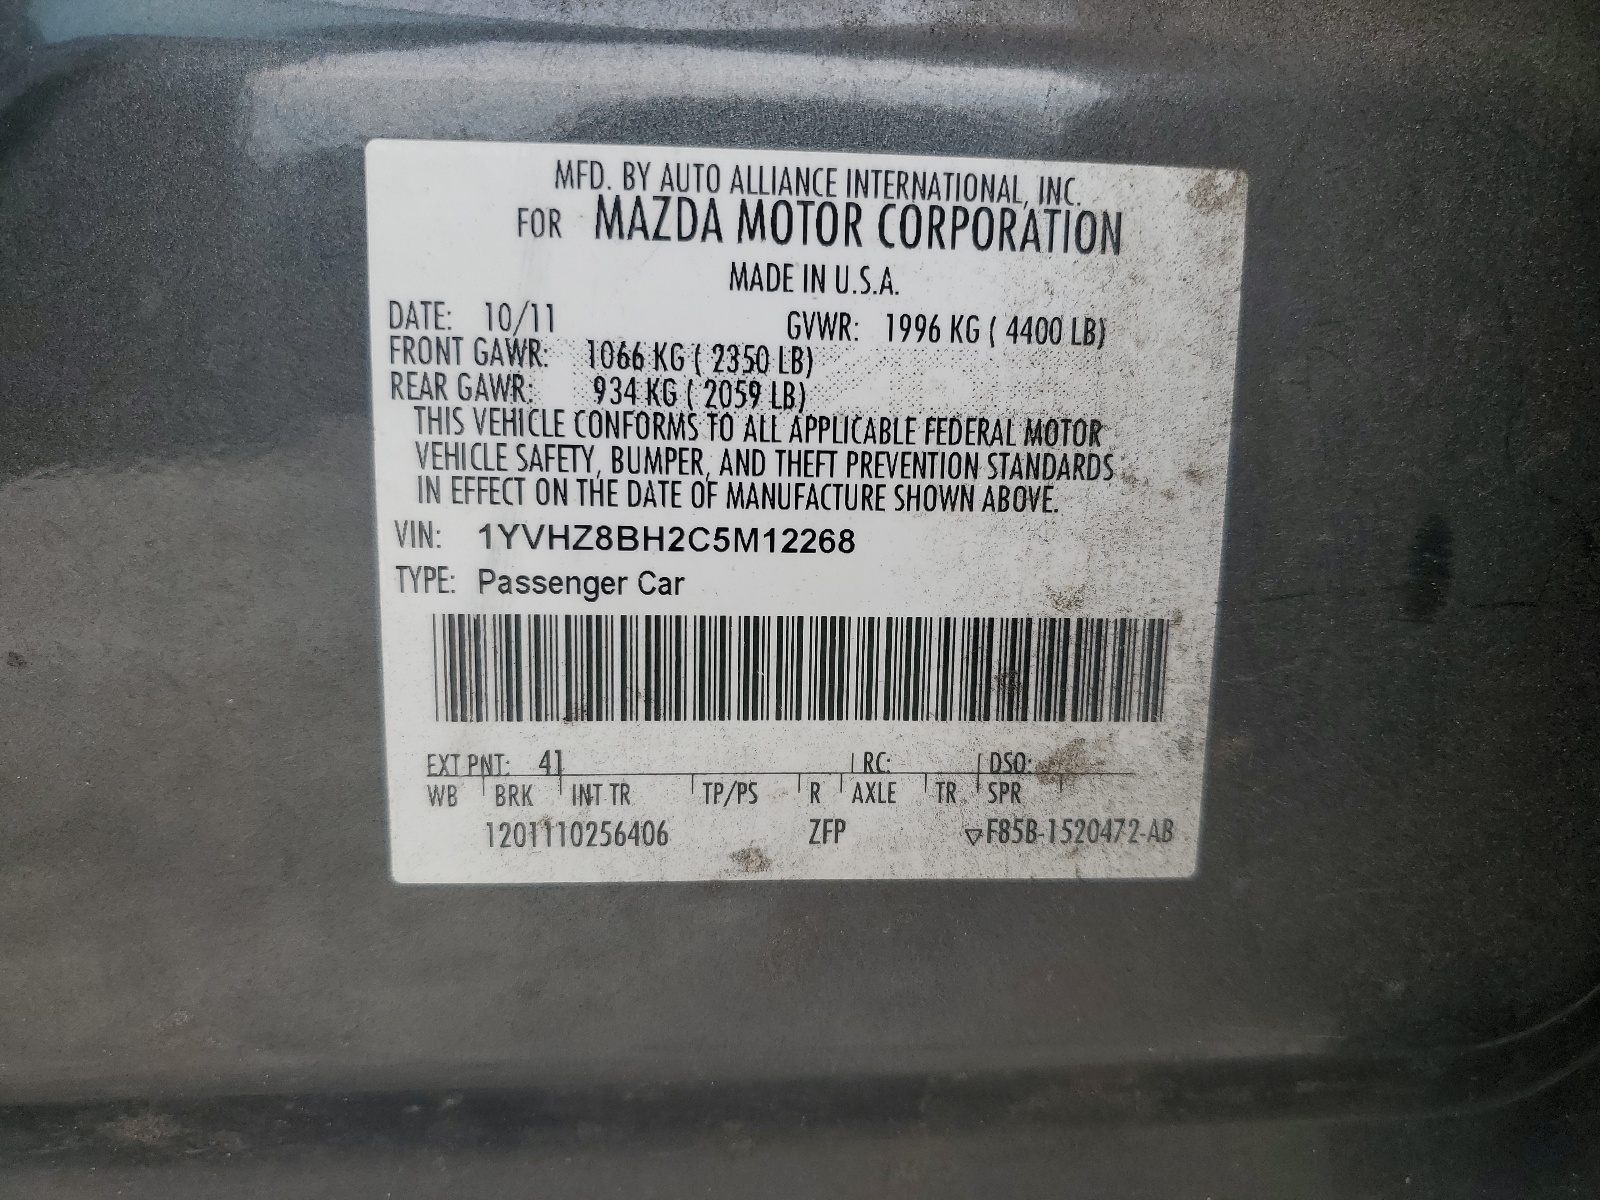 MFD. BY AUTO ALLIANCE INTERNATIONAL, INC.
FOR MAZDA MOTOR CORPORATION
MADE IN U.S.A.
DATE: 10/11 GVWR: 1996 KG ( 4400 LB)
FRONT GAWR: 1066 KG ( 2350 LB)
REAR GAWR: 934 KG ( 2059 LB)
THIS VEHICLE CONFORMS TO ALL APPLICABLE FEDERAL MOTOR
VEHICLE SAFETY, BUMPER, AND THEFT PREVENTION STANDARDS
IN EFFECT ON THE DATE OF MANUFACTURE SHOWN ABOVE.
VIN: 1YVHZ8BH2C5M12268
TYPE: Passenger Car
EXT PNT: 41 RC: DSO:
WB BRK INT TR TP/PS R AXLE TR SPR
1201110256406 ZFP ▽F85B-1520472-AB